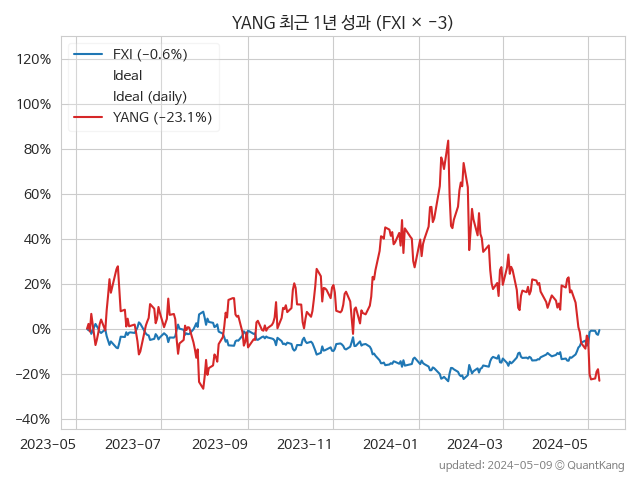 YANG 최근 1년 성과 (FXI × −3)
FXI (−0.6%)
Ideal
Ideal (daily)
YANG (−23.1%)
120%
100%
80%
60%
40%
20%
0%
−20%
−40%
2023−05
2023−07
2023−09
2023−11
2024−01
2024−03
2024−05
updated: 2024−05−09 © QuantKang